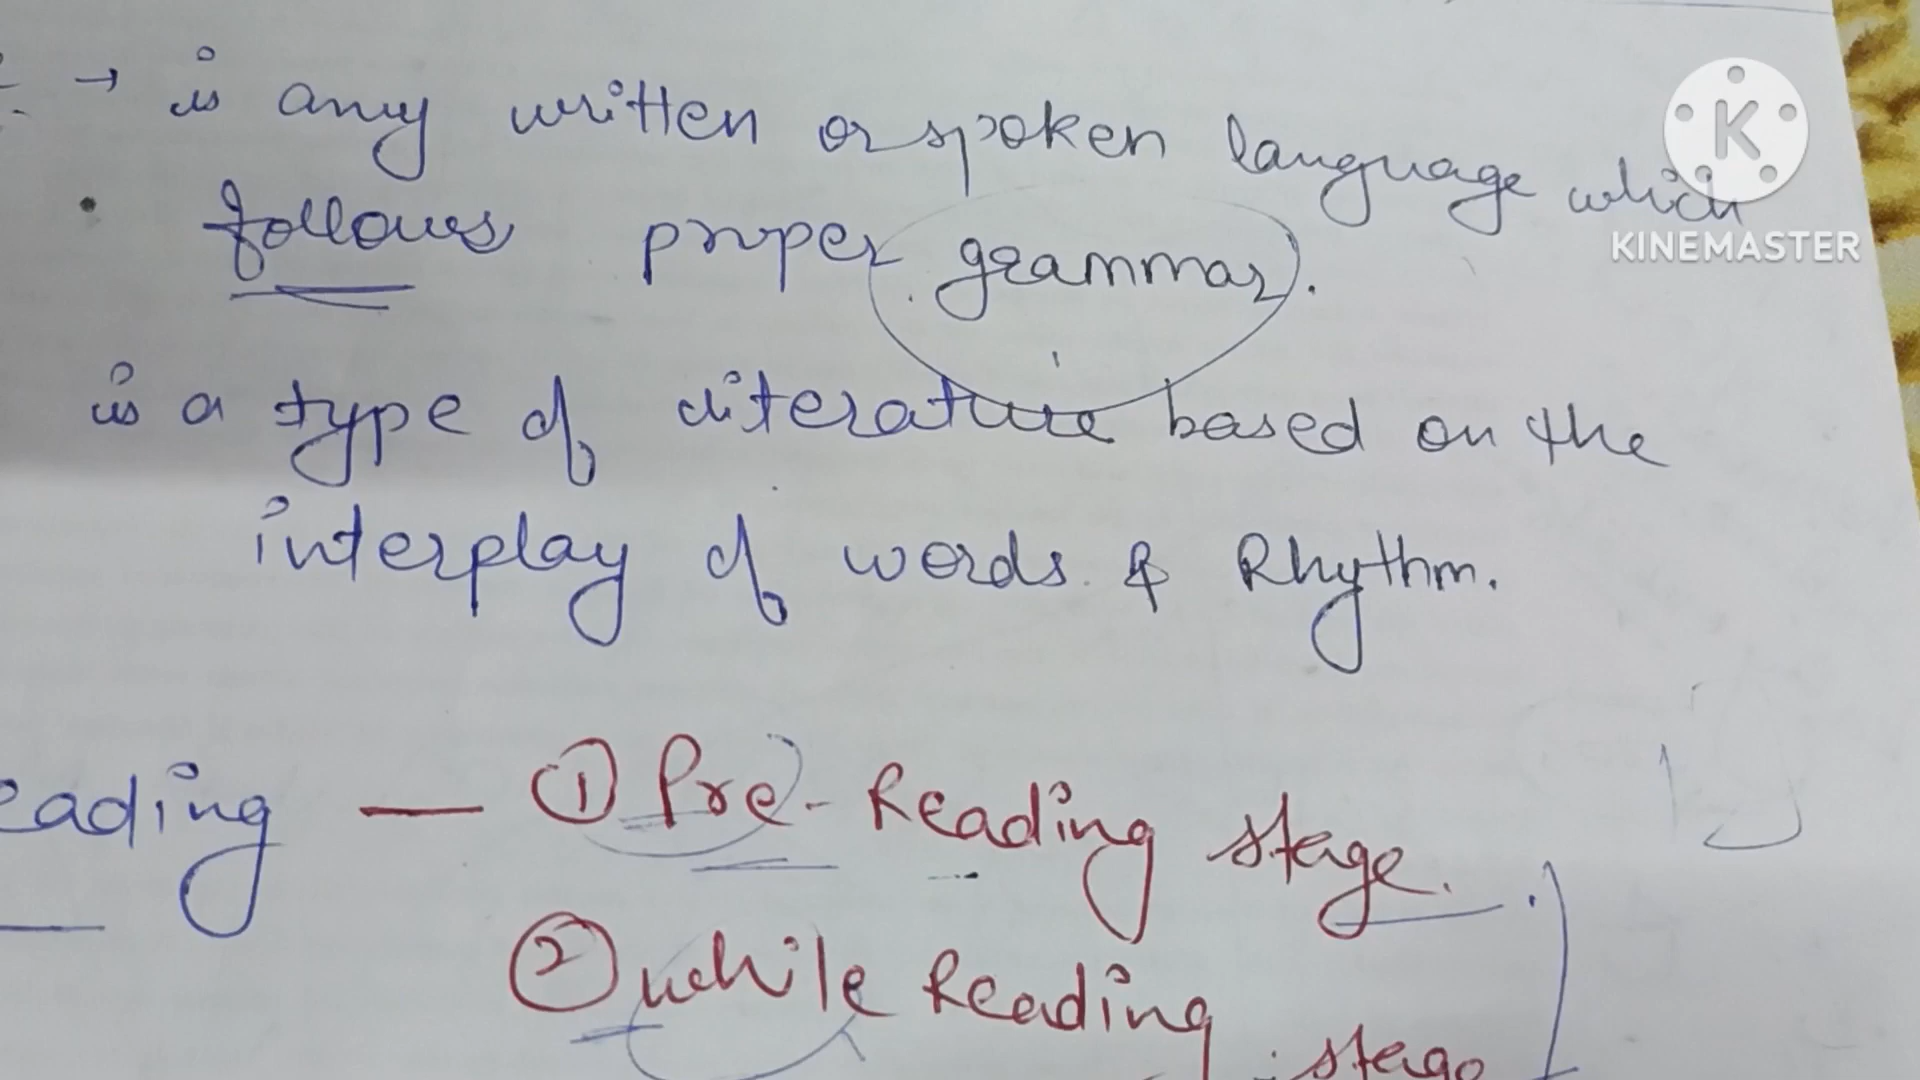 → is any written or spoken language which
follows proper grammar.
is a type of literature based on the
interplay of words & Rhythm.
eading — ① Pre-Reading stage.
② while Reading stage
K
KINEMASTER